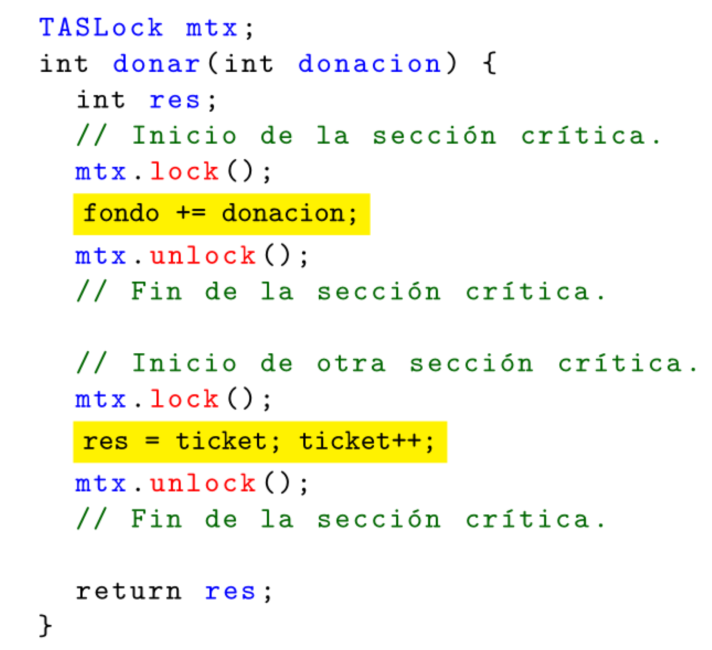 TASLock mtx;
int donar(int donacion) {
int res;
// Inicio de la sección crítica.
mtx.lock();
fondo += donacion;
mtx.unlock();
// Fin de la sección crítica.
// Inicio de otra sección crítica.
mtx.lock();
res = ticket; ticket++;
mtx.unlock();
// Fin de la sección crítica.
return res;
}